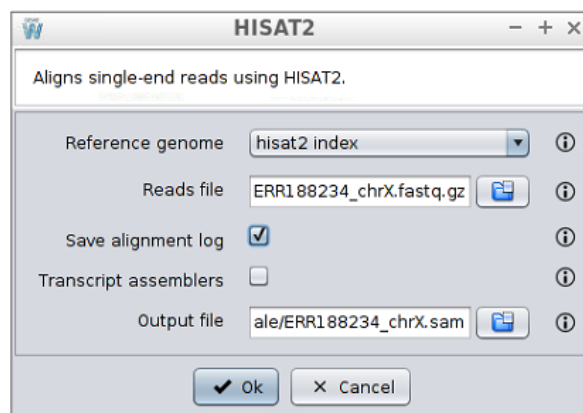 HISAT2
Aligns single-end reads using HISAT2.
Reference genome hisat2 index
Reads file ERR188234_chrX.fastq.gz
Save alignment log
Transcript assemblers
Output file ale/ERR188234_chrX.sam
Ok Cancel